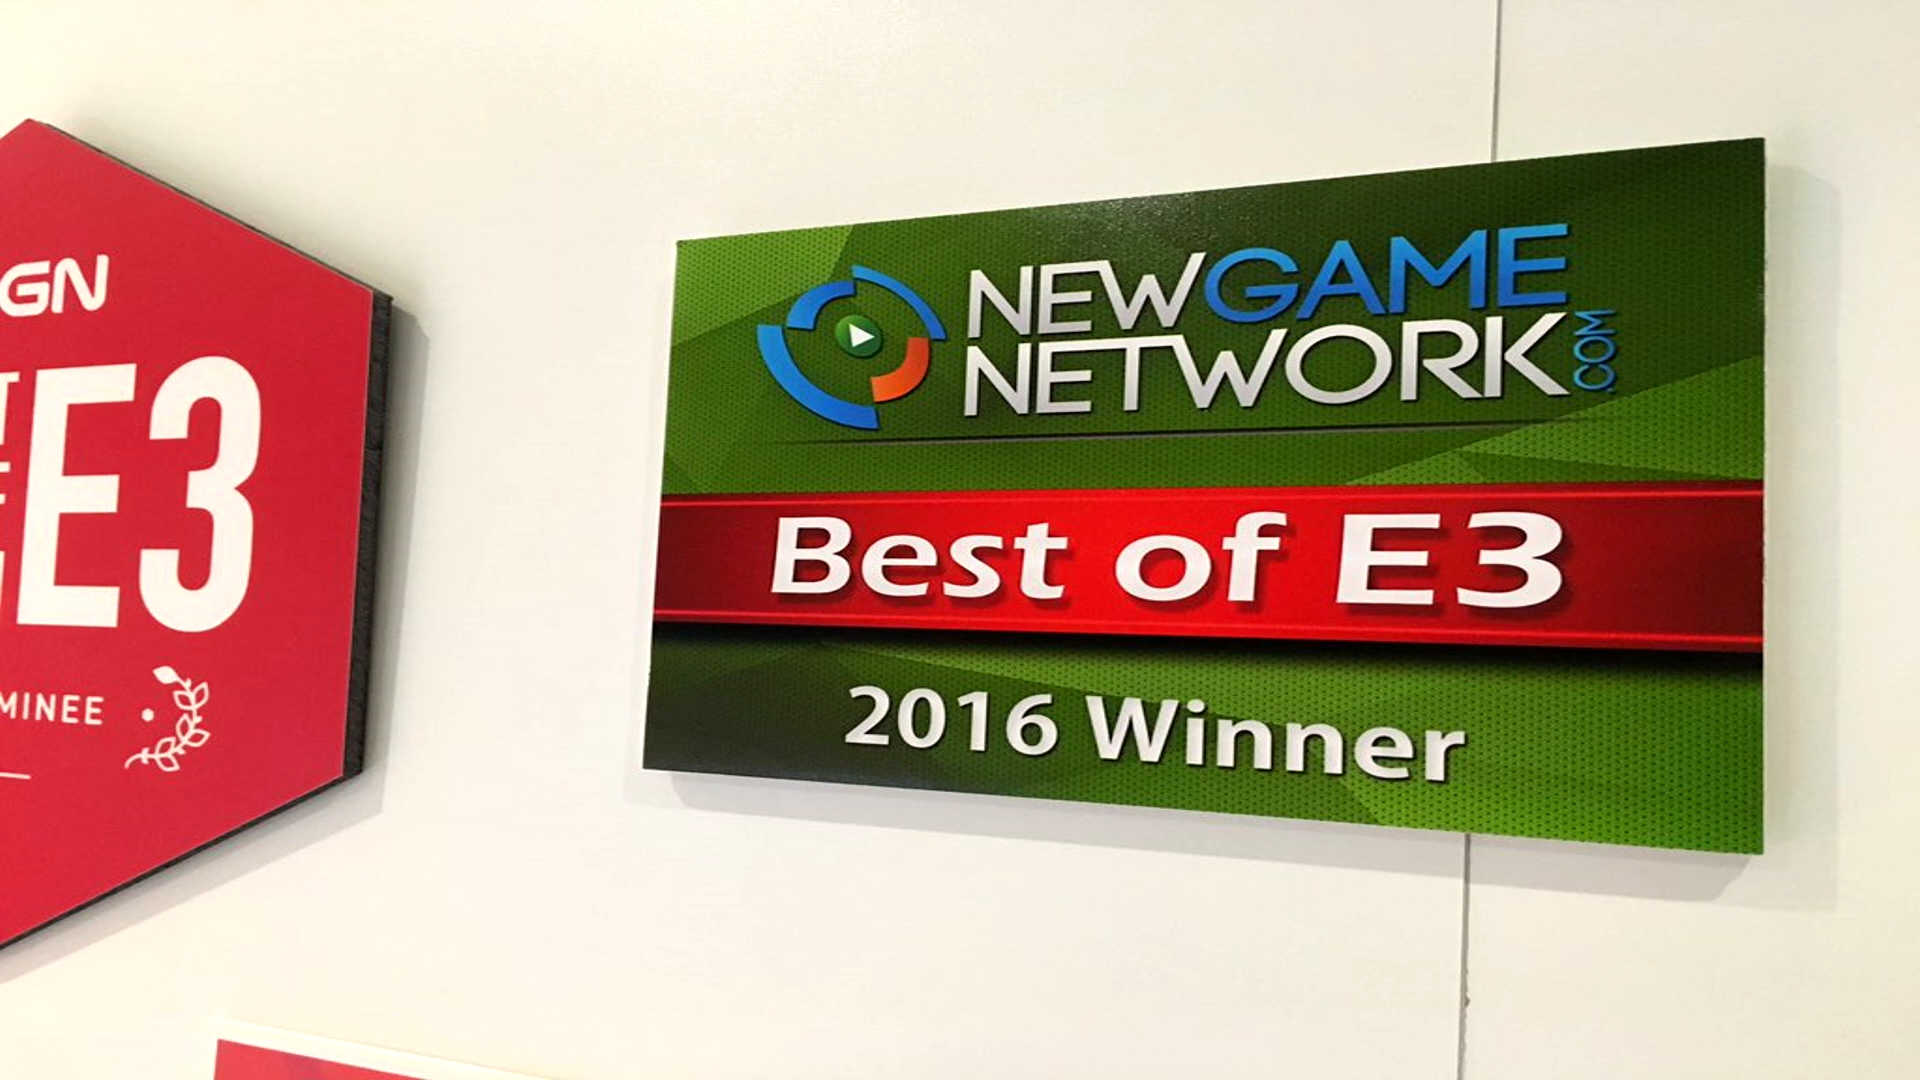 GN
E3
MINEE
NEWGAME
NETWORK.COM
Best of E3
2016 Winner